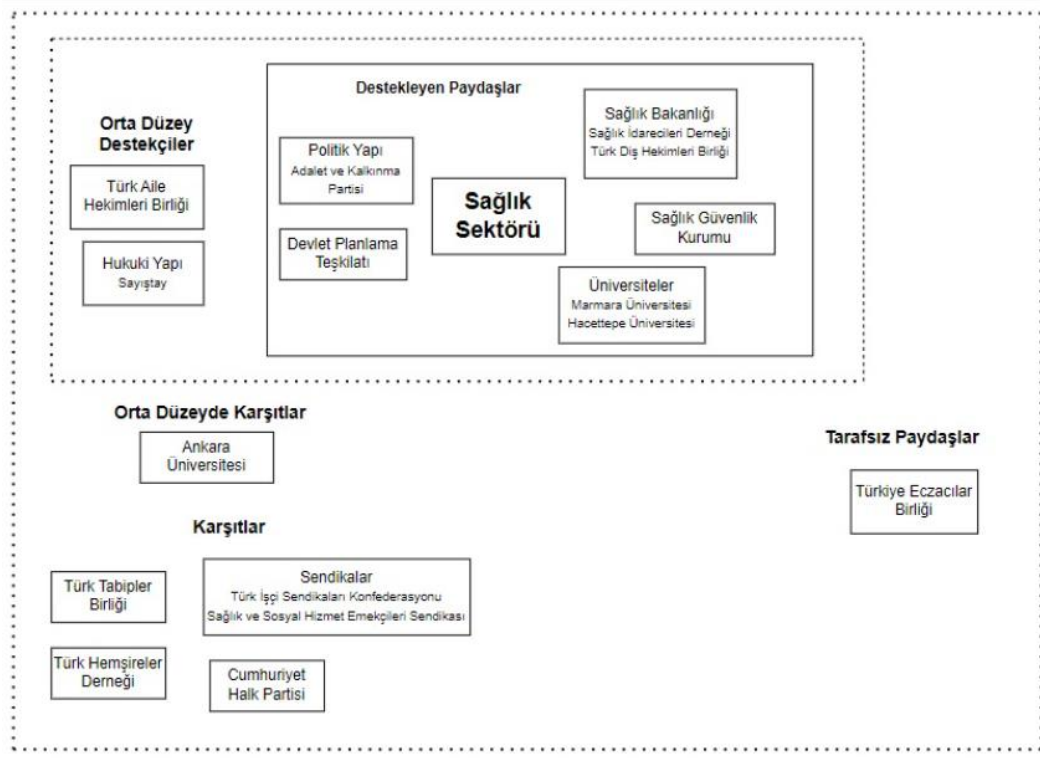 Destekleyen Paydaşlar
Orta Düzey
Destekçiler
Türk Aile
Hekimleri Birliği
Hukuki Yapı
Sayıştay
Politik Yapı
Adalet ve Kalkınma
Partisi
Devlet Planlama
Teşkilatı
Sağlık
Sektörü
Sağlık Bakanlığı
Sağlık İdarecileri Derneği
Türk Diş Hekimleri Birliği
Sağlık Güvenlik
Kurumu
Üniversiteler
Marmara Üniversitesi
Hacettepe Üniversitesi
Orta Düzeyde Karşıtlar
Ankara
Üniversitesi
Tarafsız Paydaşlar
Türkiye Eczacılar
Birliği
Karşıtlar
Türk Tabipler
Birliği
Sendikalar
Türk İşçi Sendikaları Konfederasyonu
Sağlık ve Sosyal Hizmet Emekçileri Sendikası
Türk Hemşireler
Derneği
Cumhuriyet
Halk Partisi